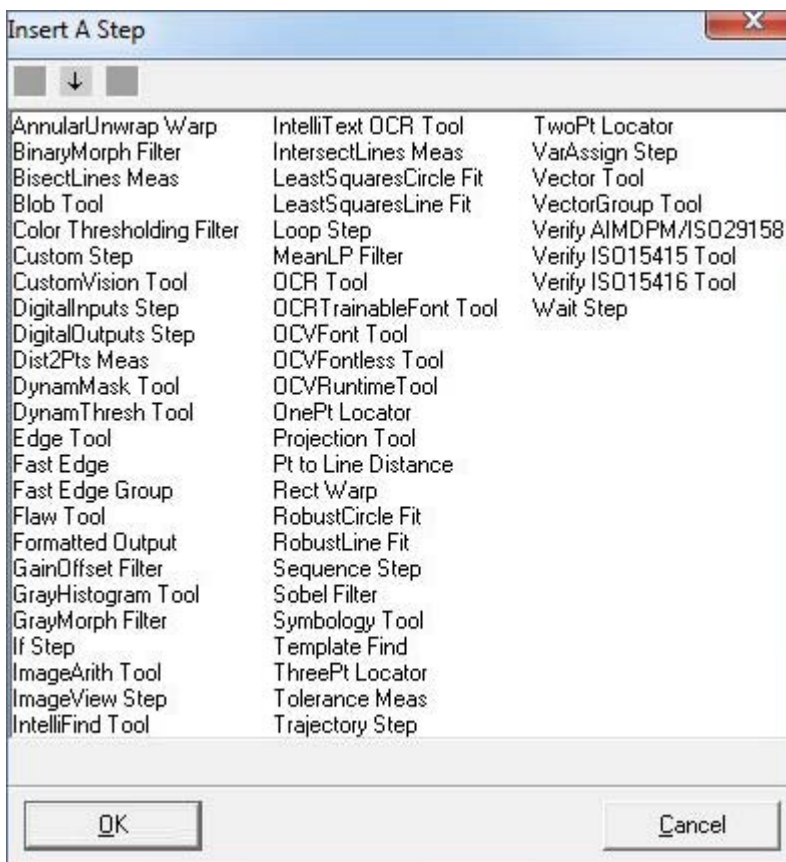 Insert A Step
AnnularUnwrap Warp
BinaryMorph Filter
BisectLines Meas
Blob Tool
Color Thresholding Filter
Custom Step
CustomVision Tool
DigitalInputs Step
DigitalOutputs Step
Dist2Pts Meas
DynamMask Tool
DynamThresh Tool
Edge Tool
Fast Edge
Fast Edge Group
Flaw Tool
Formatted Output
GainOffset Filter
GrayHistogram Tool
GrayMorph Filter
If Step
ImageArith Tool
ImageView Step
IntelliFind Tool
IntelliText OCR Tool
IntersectLines Meas
LeastSquaresCircle Fit
LeastSquaresLine Fit
Loop Step
MeanLP Filter
OCR Tool
OCRTrainableFont Tool
OCVFont Tool
OCVFontless Tool
OCVRuntimeTool
OnePt Locator
Projection Tool
Pt to Line Distance
Rect Warp
RobustCircle Fit
RobustLine Fit
Sequence Step
Sobel Filter
Symbology Tool
Template Find
ThreePt Locator
Tolerance Meas
Trajectory Step
TwoPt Locator
VarAssign Step
Vector Tool
VectorGroup Tool
Verify AIMDPM/ISO29158
Verify ISO15415 Tool
Verify ISO15416 Tool
Wait Step
OK
Cancel